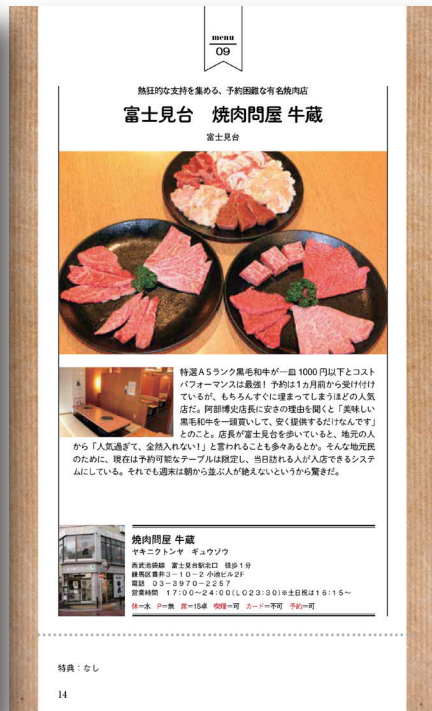 menu
09
熱狂的な支持を集める、予約困難な有名焼肉店
富士見台　焼肉問屋 牛蔵
富士見台
特選A5ランク黒毛和牛が一皿1000円以下とコスト
パフォーマンスは最強！ 予約は1ヵ月前から受け付け
ているが、もちろんすぐに埋まってしまうほどの人気
店だ。阿部博史店長に安さの理由を聞くと「美味しい
黒毛和牛を一頭買いして、安く提供するだけなんです」
とのこと。店長が富士見台を歩いていると、地元の人
から「人気過ぎて、全然入れない！」と言われることも多々あるとか。そんな地元民
のために、現在は予約可能なテーブルは限定し、当日訪れる人が入店できるシステ
ムにしている。それでも週末は朝から並ぶ人が絶えないというから驚きだ。
焼肉問屋 牛蔵
ヤキニクトンヤ　ギュウゾウ
西武池袋線　富士見台駅北口　徒歩1分
練馬区貫井3－10－2 小池ビル2F
電話　03－3970－2257
営業時間　17:00～24:00(LO23:30)※土日祝は16:15～
休=水　P=無　席=15卓　喫煙=可　カード=不可　予約=可
特典：なし
14